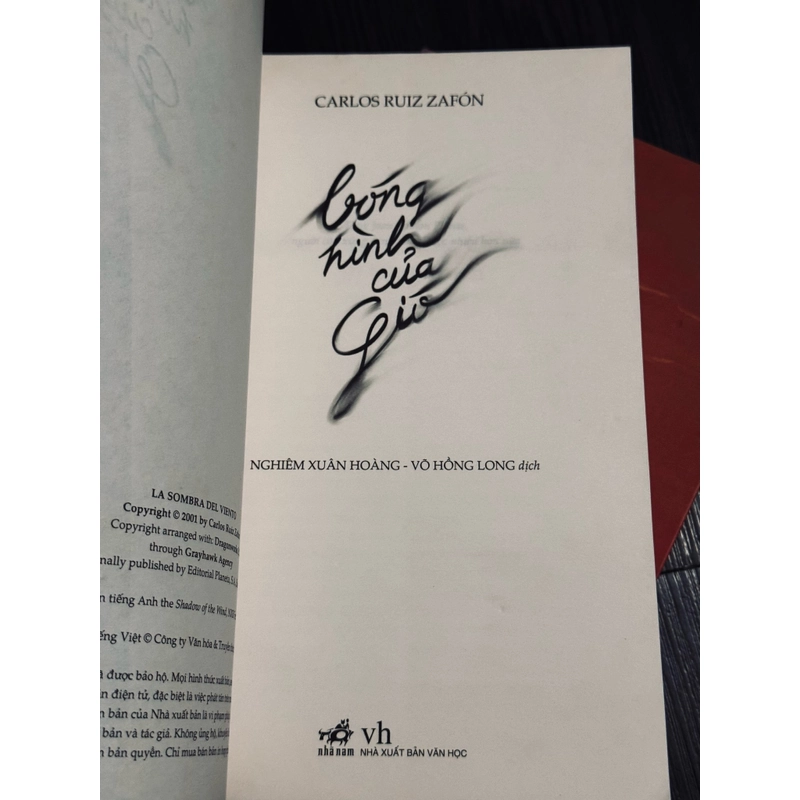 LA SOMBRA DEL VIENTO
Copyright © 2001 by Carlos Ruiz
Copyright arranged with: Dragonworks
through Grayhawk Agency
published by Editorial Planeta, S.A.
tiếng Anh the Shadow of the Wind,
Việt © Công ty Văn hóa & Truyền
được bảo hộ. Mọi hình thức xuất bản
điện tử, đặc biệt là việc phát tán trên
bản của Nhà xuất bản là vi phạm
bản và tác giả. Không ủng hộ,
bản quyền. Chỉ mua bán bản
CARLOS RUIZ ZAFÓN
bóng
hình
của
Gió
NGHIÊM XUÂN HOÀNG - VÕ HỒNG LONG dịch
nhã nam
vh
NHÀ XUẤT BẢN VĂN HỌC